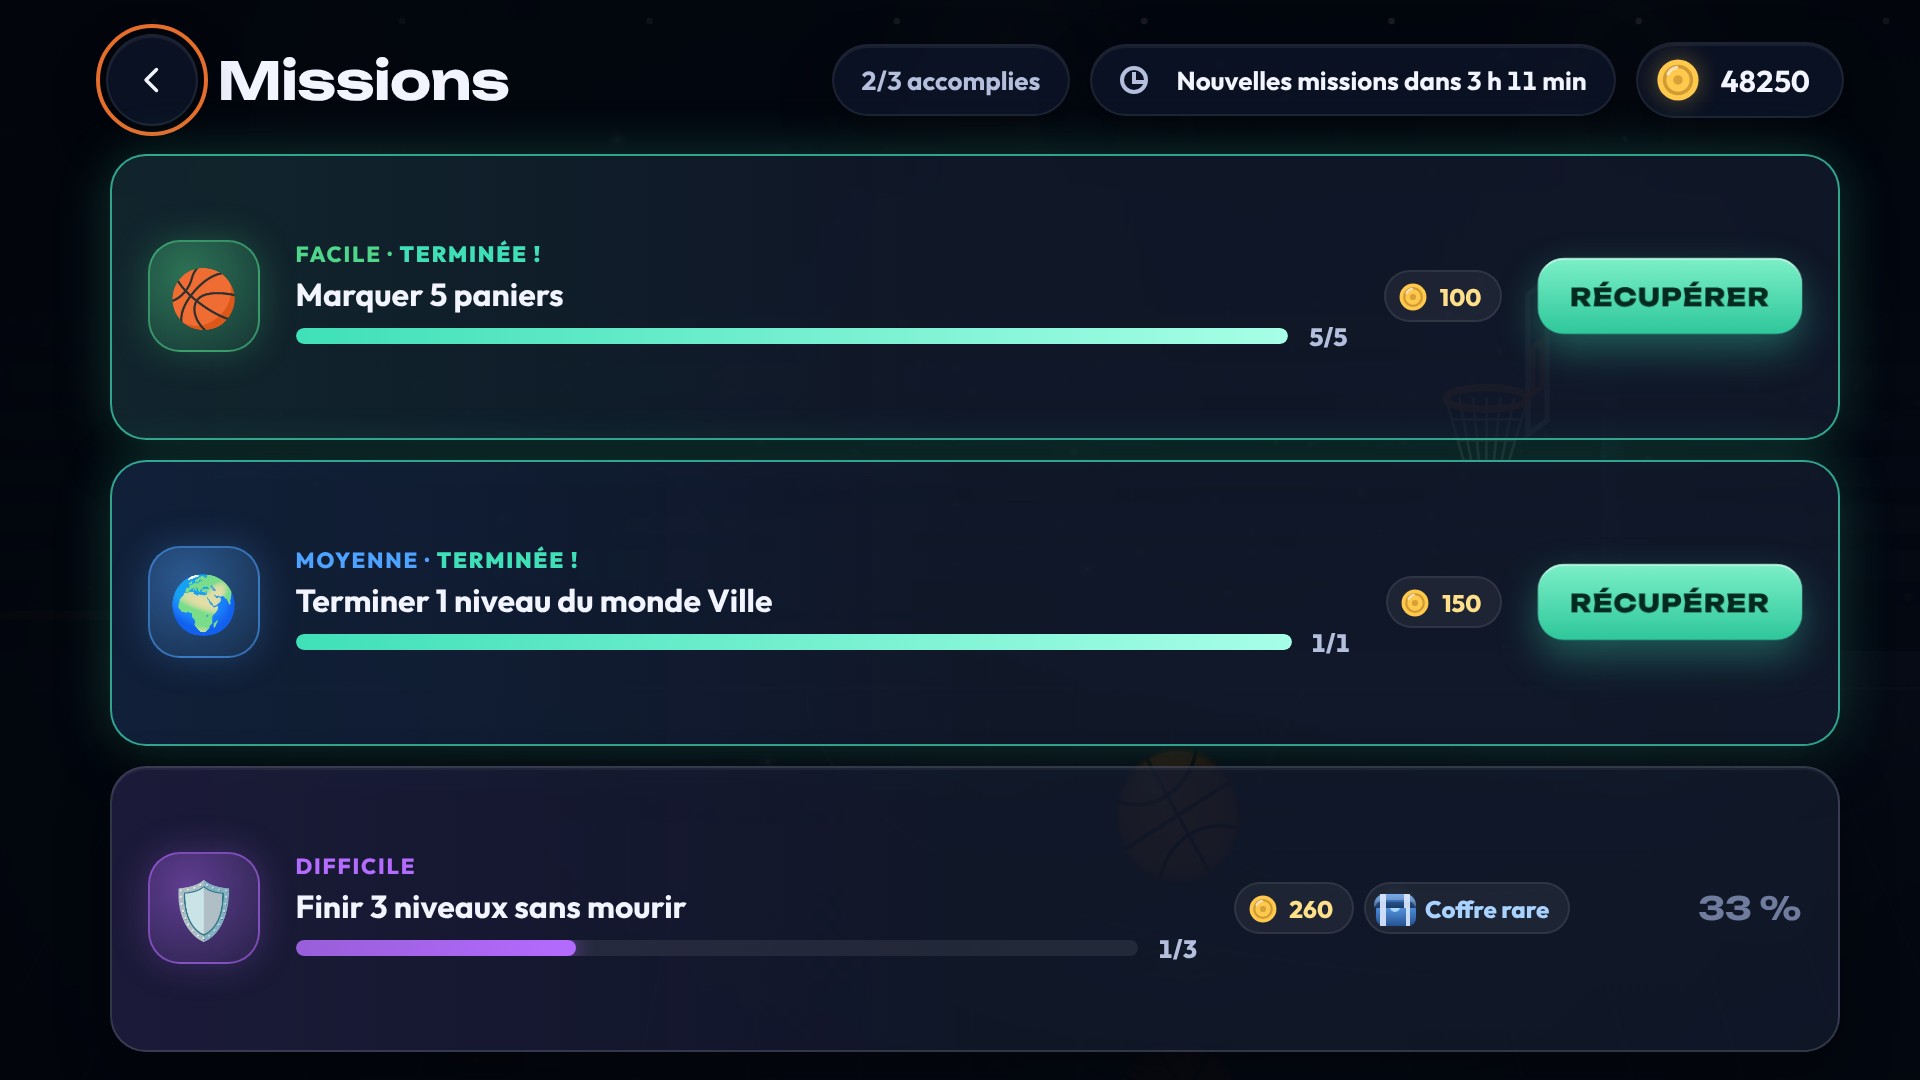 Missions
2/3 accomplies
Nouvelles missions dans 3 h 11 min
48250
FACILE · TERMINÉE !
Marquer 5 paniers
5/5
100
RÉCUPÉRER
MOYENNE · TERMINÉE !
Terminer 1 niveau du monde Ville
1/1
150
RÉCUPÉRER
DIFFICILE
Finir 3 niveaux sans mourir
1/3
260
Coffre rare
33 %